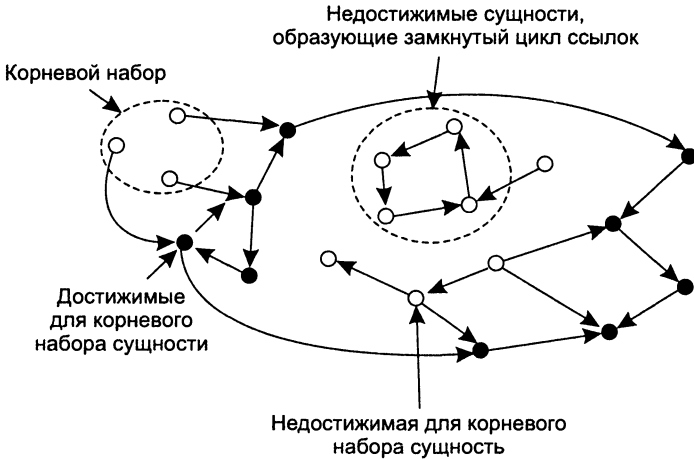 Недостижимые сущности,
образующие замкнутый цикл ссылок
Корневой набор
Достижимые
для корневого
набора сущности
Недостижимая для корневого
набора сущность